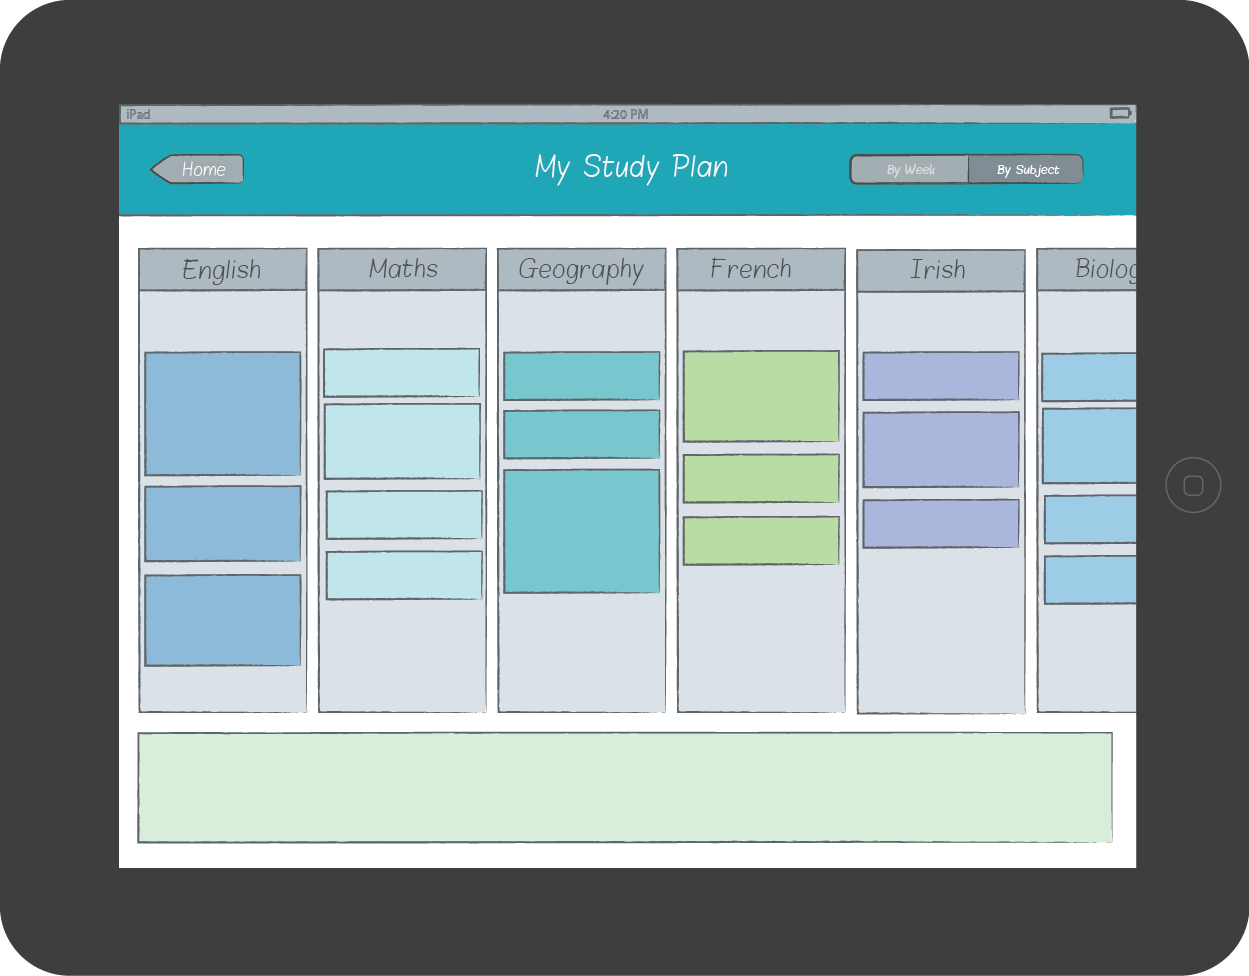 iPad
4:20 PM
Home
My Study Plan
By Week
By Subject
English
Maths
Geography
French
Irish
Biolog